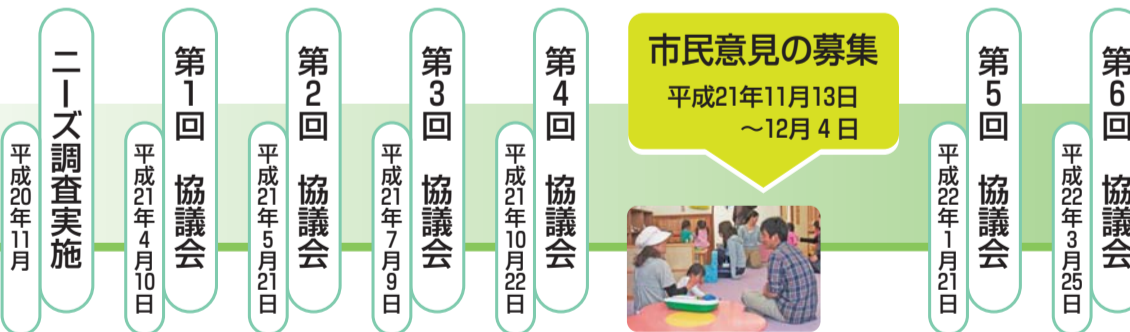 平成20年11月
ニーズ調査実施
平成21年4月10日
第1回 協議会
平成21年5月21日
第2回 協議会
平成21年7月9日
第3回 協議会
平成21年10月22日
第4回 協議会
市民意見の募集
平成21年11月13日
～12月4日
平成22年1月21日
第5回 協議会
平成22年3月25日
第6回 協議会